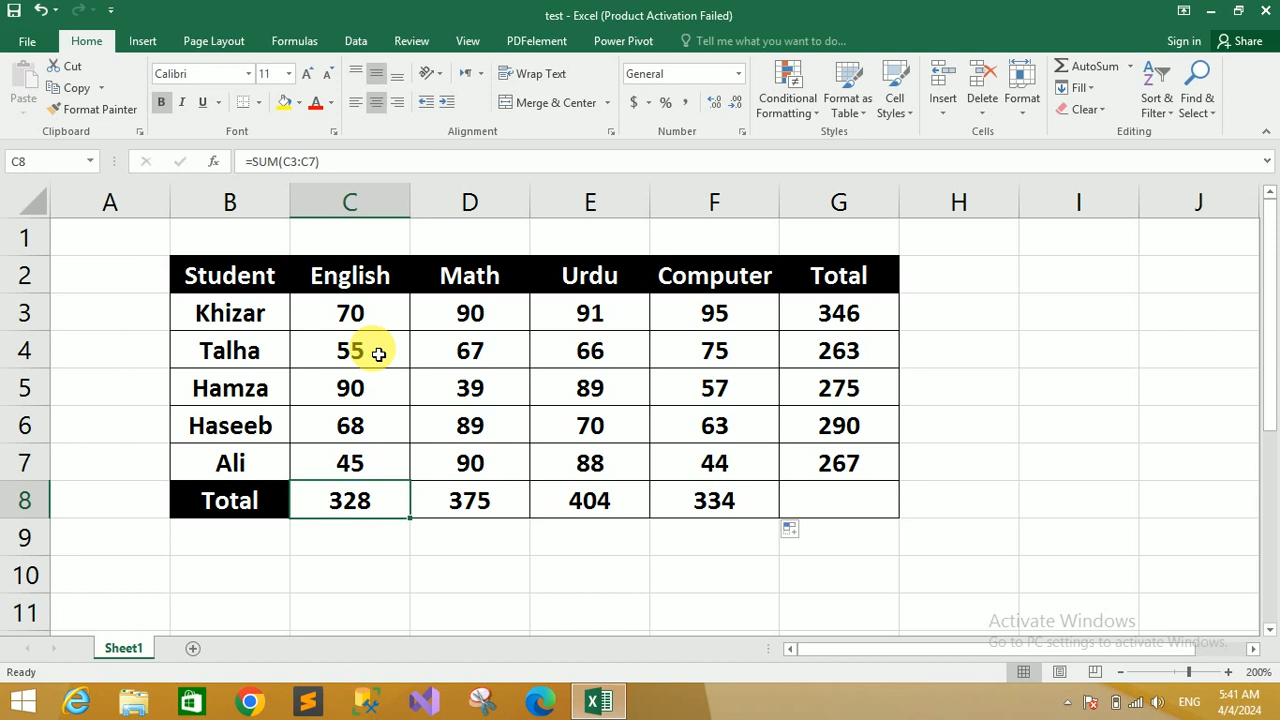 test - Excel (Product Activation Failed)
File Home Insert Page Layout Formulas Data Review View PDFelement Power Pivot Tell me what you want to do... Sign in Share
Paste Cut Copy Format Painter Clipboard
Calibri 11 B I U A Font
Wrap Text Merge & Center Alignment
General $ % , Number
Conditional Formatting Format as Table Cell Styles Styles
Insert Delete Format Cells
AutoSum Fill Clear Sort & Filter Find & Select Editing
C8 fx =SUM(C3:C7)
A B C D E F G H I J
1
2 Student English Math Urdu Computer Total
3 Khizar 70 90 91 95 346
4 Talha 55 67 66 75 263
5 Hamza 90 39 89 57 275
6 Haseeb 68 89 70 63 290
7 Ali 45 90 88 44 267
8 Total 328 375 404 334
9
10
11
Activate Windows
Go to PC settings to activate Windows.
Sheet1
Ready 200%
ENG 5:41 AM
4/4/2024